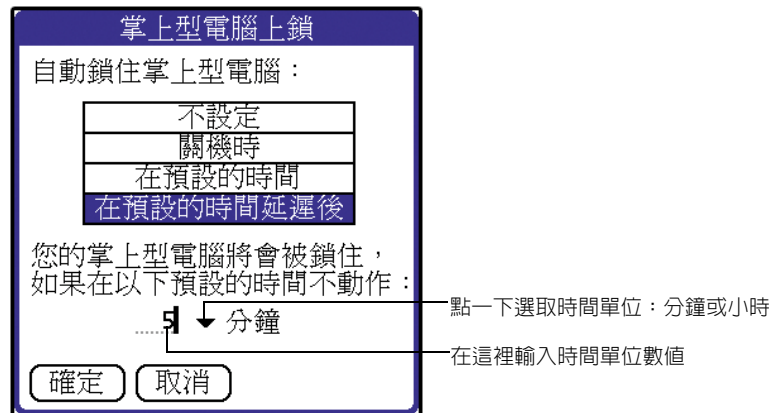 掌上型電腦上鎖
自動鎖住掌上型電腦：
不設定
關機時
在預設的時間
在預設的時間延遲後
您的掌上型電腦將會被鎖住，
如果在以下預設的時間不動作：
5 分鐘
點一下選取時間單位：分鐘或小時
在這裡輸入時間單位數值
確定 取消